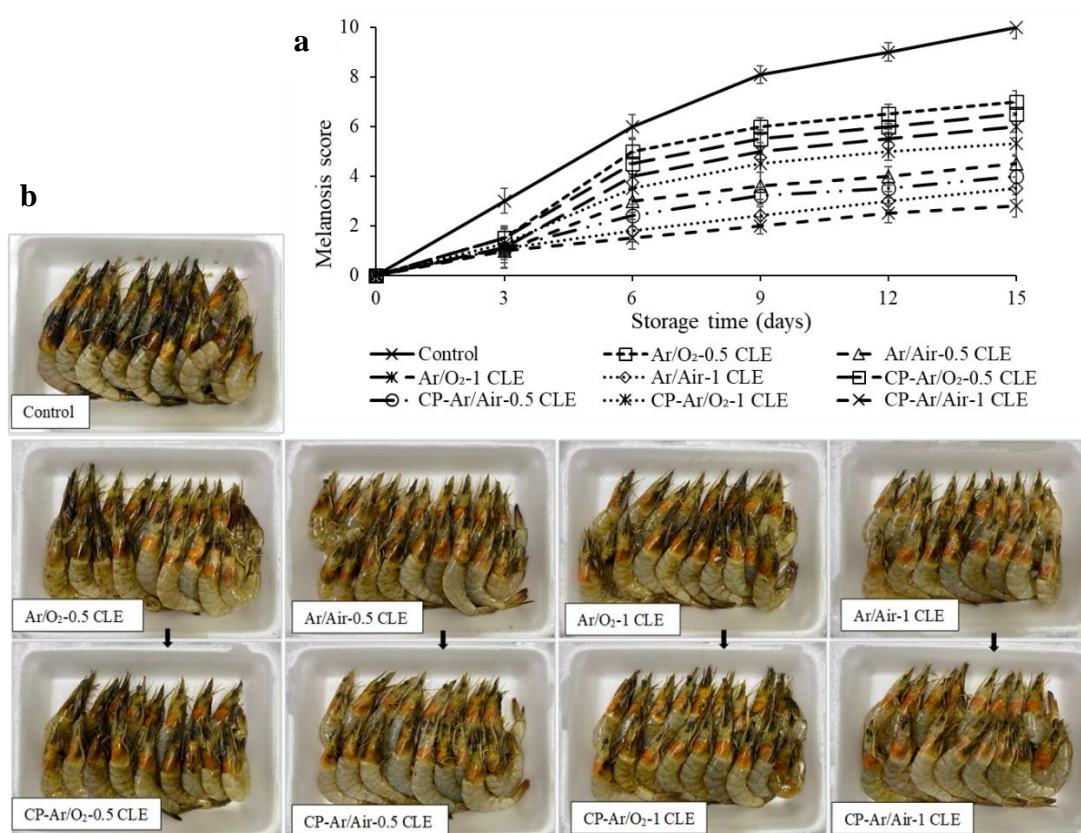 a
10
8
6
4
2
0
Melanosis score
0 3 6 9 12 15
Storage time (days)
Control Ar/O₂-0.5 CLE Ar/Air-0.5 CLE
Ar/O₂-1 CLE Ar/Air-1 CLE CP-Ar/O₂-0.5 CLE
CP-Ar/Air-0.5 CLE CP-Ar/O₂-1 CLE CP-Ar/Air-1 CLE
b
Control
Ar/O₂-0.5 CLE Ar/Air-0.5 CLE Ar/O₂-1 CLE Ar/Air-1 CLE
CP-Ar/O₂-0.5 CLE CP-Ar/Air-0.5 CLE CP-Ar/O₂-1 CLE CP-Ar/Air-1 CLE